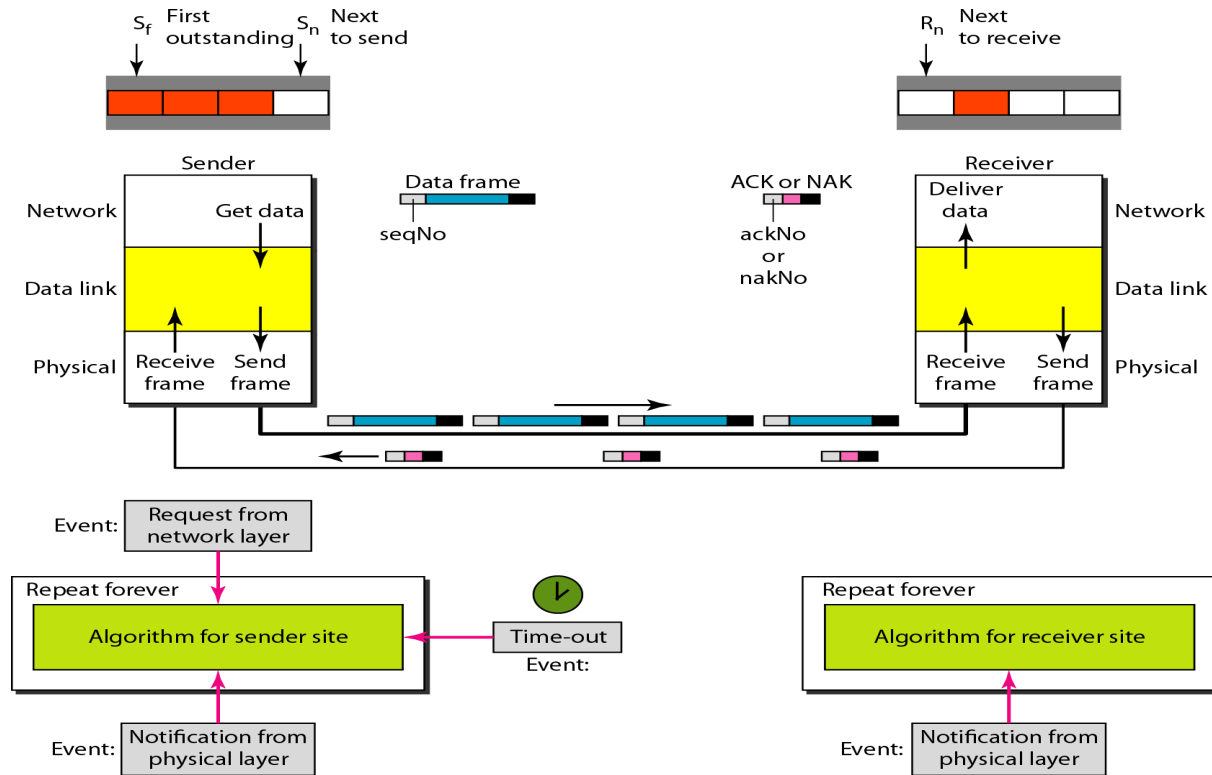 Sf First outstanding
Sn Next to send
Rn Next to receive
Sender
Receiver
Data frame
seqNo
ACK or NAK
ackNo
or
nakNo
Network
Get data
Deliver
data
Network
Data link
Data link
Physical
Receive
frame
Send
frame
Receive
frame
Send
frame
Physical
Event:
Request from
network layer
Repeat forever
Algorithm for sender site
Time-out
Event:
Event:
Notification from
physical layer
Repeat forever
Algorithm for receiver site
Event:
Notification from
physical layer